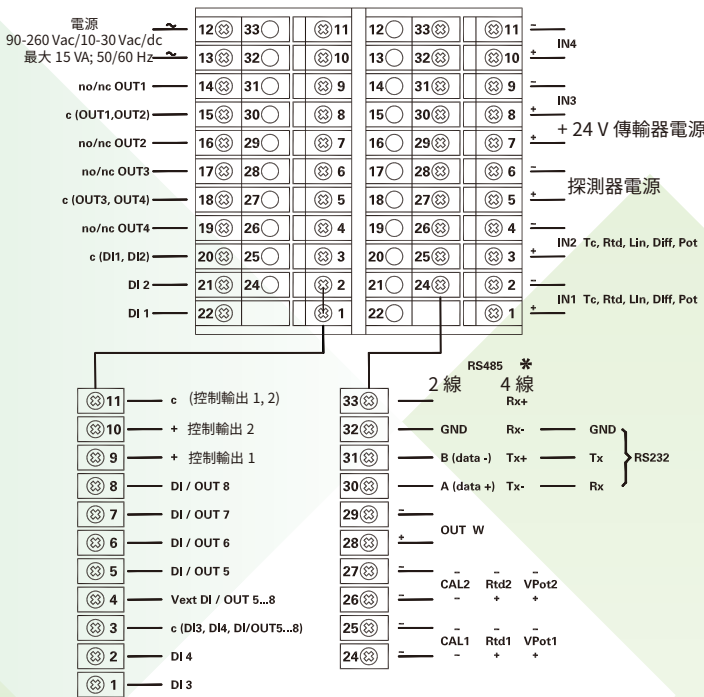 電源
90-260 Vac/10-30 Vac/dc
最大 15 VA; 50/60 Hz
~
~
no/nc OUT1
c (OUT1,OUT2)
no/nc OUT2
no/nc OUT3
c (OUT3, OUT4)
no/nc OUT4
c (DI1, DI2)
DI 2
DI 1
12 33 11
13 32 10
14 31 9
15 30 8
16 29 7
17 28 6
18 27 5
19 26 4
20 25 3
21 24 2
22 1
12 33 11 -
13 32 10 +
IN4
14 31 9 -
15 30 8 +
IN3
16 29 7 +
+ 24 V 傳輸器電源
17 28 6 -
18 27 5 +
探測器電源
19 26 4 -
20 25 3 +
IN2 Tc, Rtd, Lin, Diff, Pot
21 24 2 -
22 1 +
IN1 Tc, Rtd, LIn, DIff, Pot
11 c (控制輸出 1, 2)
10 + 控制輸出 2
9 + 控制輸出 1
8 DI / OUT 8
7 DI / OUT 7
6 DI / OUT 6
5 DI / OUT 5
4 Vext DI / OUT 5...8
3 c (DI3, DI4, DI/OUT5...8)
2 DI 4
1 DI 3
RS485 *
2 線 4 線
33 Rx+
32 GND Rx- GND
31 B (data -) Tx+ Tx
30 A (data +) Tx- Rx
RS232
29 -
OUT W
28 +
27 - - - -
CAL2 Rtd2 VPot2
26 - - + +
25 - - - -
CAL1 Rtd1 VPot1
24 - - + +